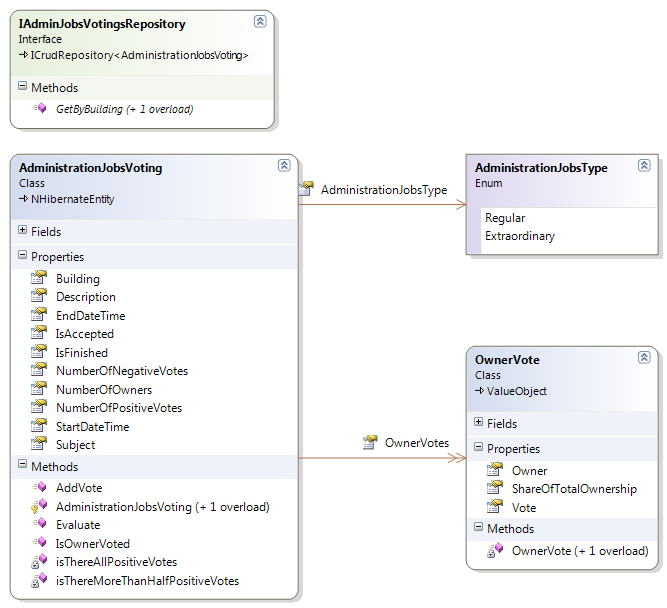 IAdminJobsVotingsRepository
Interface
ICrudRepository<AdministrationJobsVoting>
Methods
GetByBuilding (+ 1 overload)
AdministrationJobsVoting
Class
NHibernateEntity
Fields
Properties
Building
Description
EndDateTime
IsAccepted
IsFinished
NumberOfNegativeVotes
NumberOfOwners
NumberOfPositiveVotes
StartDateTime
Subject
Methods
AddVote
AdministrationJobsVoting (+ 1 overload)
Evaluate
IsOwnerVoted
isThereAllPositiveVotes
isThereMoreThanHalfPositiveVotes
AdministrationJobsType
AdministrationJobsType
Enum
Regular
Extraordinary
OwnerVotes
OwnerVote
Class
ValueObject
Fields
Properties
Owner
ShareOfTotalOwnership
Vote
Methods
OwnerVote (+ 1 overload)